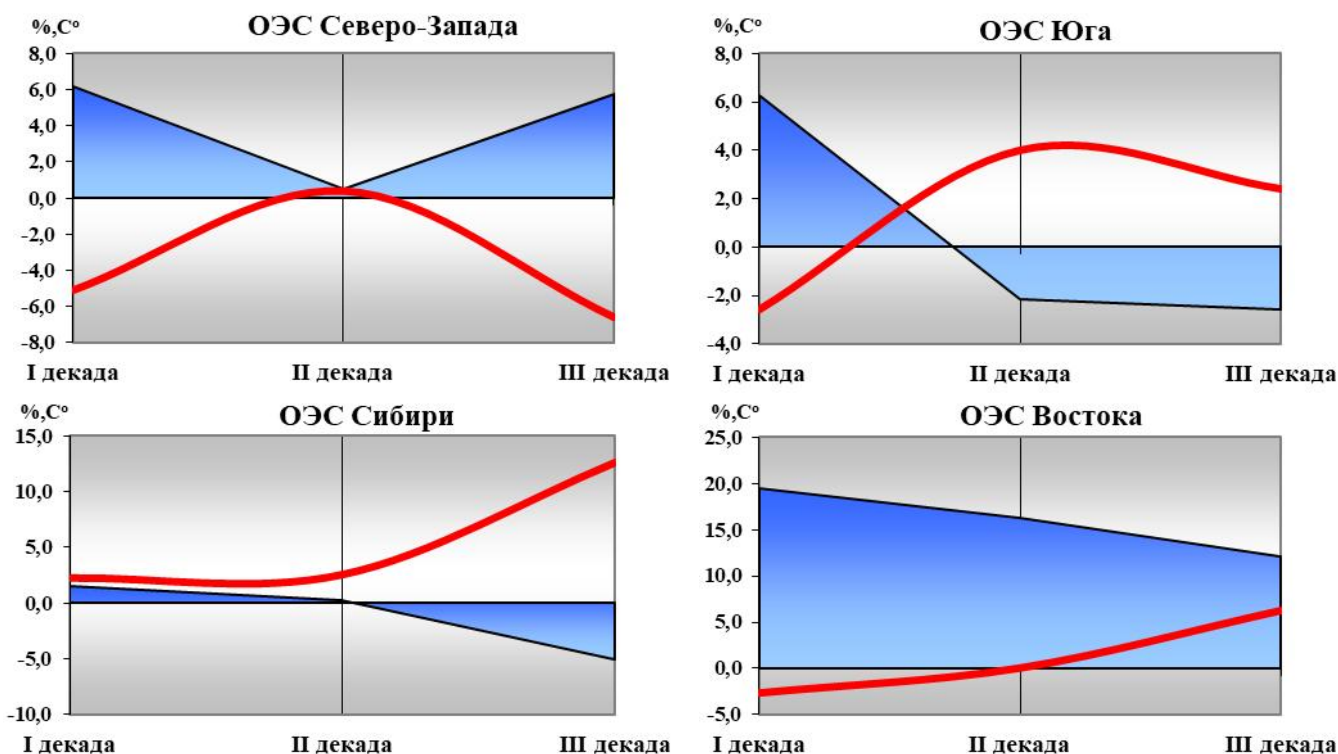 %,C°
ОЭС Северо-Запада
8,0
6,0
4,0
2,0
0,0
-2,0
-4,0
-6,0
-8,0
I декада
II декада
III декада
%,C°
ОЭС Юга
8,0
6,0
4,0
2,0
0,0
-2,0
-4,0
I декада
II декада
III декада
%,C°
ОЭС Сибири
15,0
10,0
5,0
0,0
-5,0
-10,0
I декада
II декада
III декада
%,C°
ОЭС Востока
25,0
20,0
15,0
10,0
5,0
0,0
-5,0
I декада
II декада
III декада